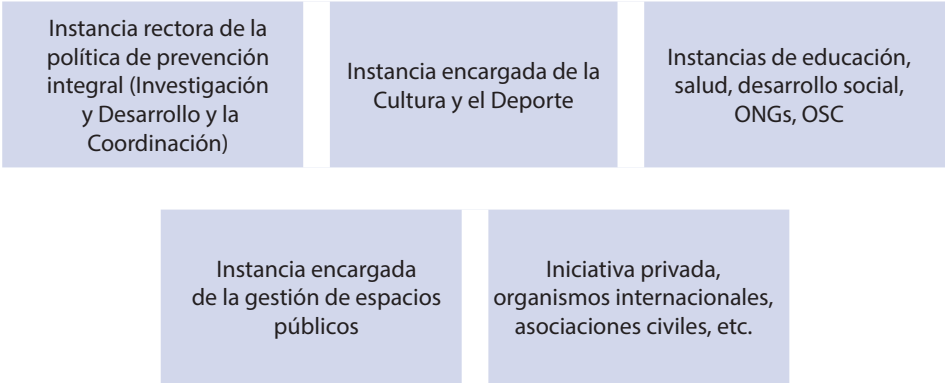 Instancia rectora de la
política de prevención
integral (Investigación
y Desarrollo y la
Coordinación)
Instancia encargada de la
Cultura y el Deporte
Instancias de educación,
salud, desarrollo social,
ONGs, OSC
Instancia encargada
de la gestión de espacios
públicos
Iniciativa privada,
organismos internacionales,
asociaciones civiles, etc.